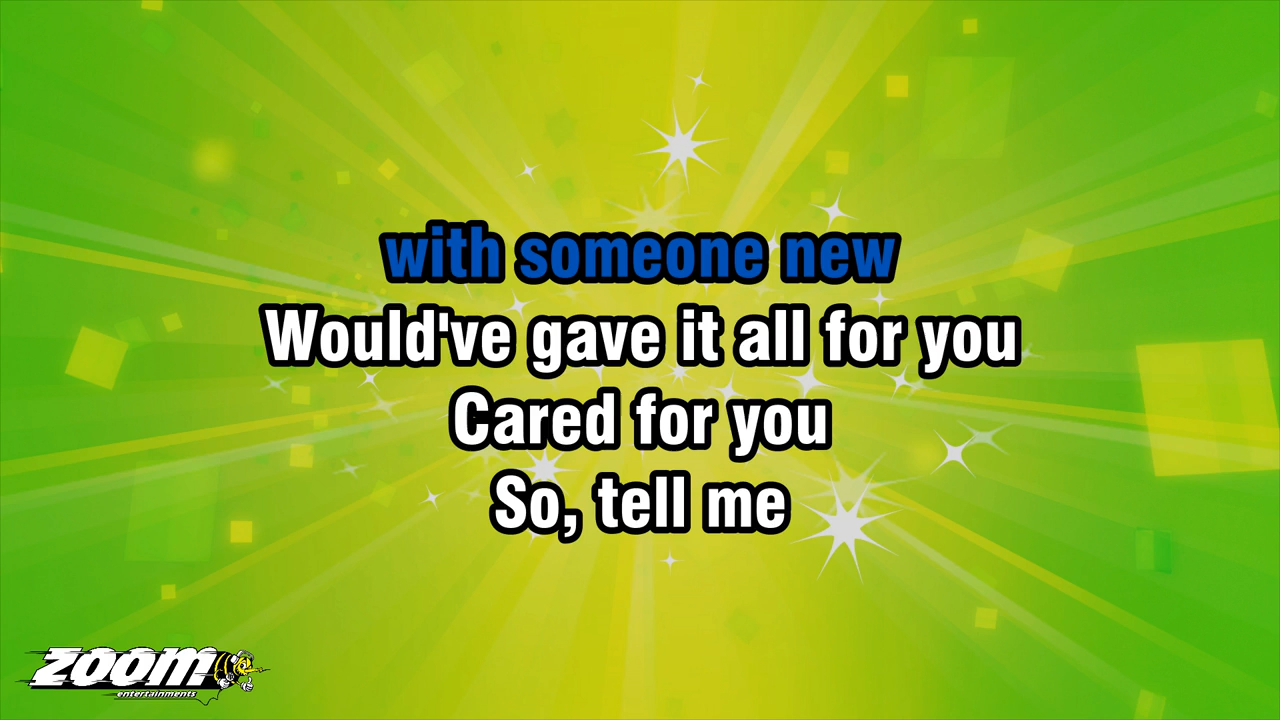 with someone new
Would've gave it all for you
Cared for you
So, tell me
zoom
entertainments